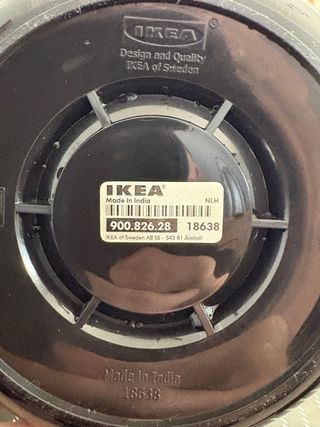 IKEA
Design and Quality
IKEA of Sweden
IKEA
Made in India NLH
900.826.28 18638
IKEA of Sweden AB SE - 343 81 Älmhult
Made in India
18638